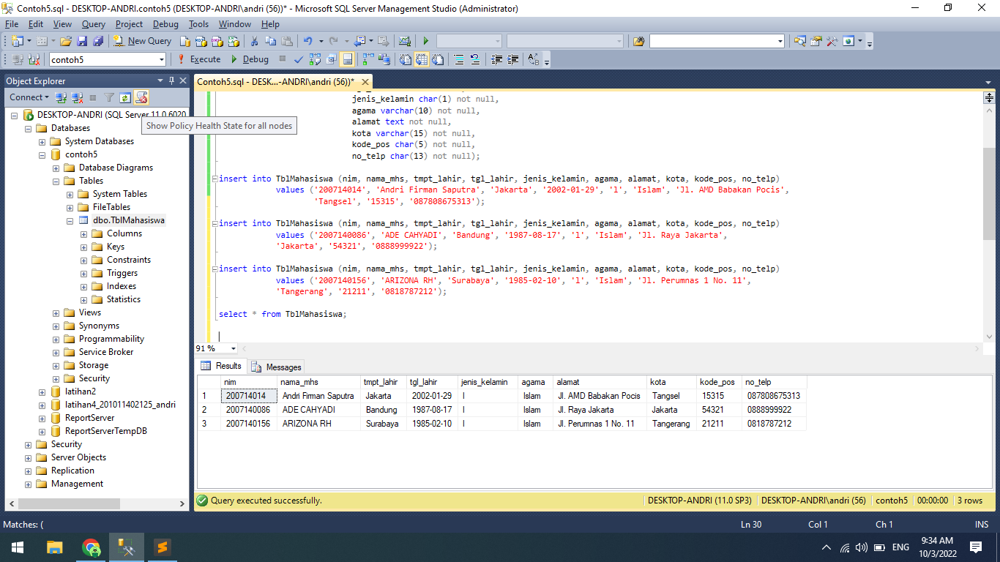 Contoh5.sql - DESKTOP-ANDRI.contoh5 (DESKTOP-ANDRI\andri (56))* - Microsoft SQL Server Management Studio (Administrator)
File Edit View Query Project Debug Tools Window Help
New Query
contoh5 Execute Debug
Object Explorer
Connect
DESKTOP-ANDRI (SQL Server 11.0.6020
Show Policy Health State for all nodes
Databases
System Databases
contoh5
Database Diagrams
Tables
System Tables
FileTables
dbo.TblMahasiswa
Columns
Keys
Constraints
Triggers
Indexes
Statistics
Views
Synonyms
Programmability
Service Broker
Storage
Security
latihan2
latihan4_201011402125_andri
ReportServer
ReportServerTempDB
Security
Server Objects
Replication
Management
Contoh5.sql - DESK...-ANDRI\andri (56))*
jenis_kelamin char(1) not null,
agama varchar(10) not null,
alamat text not null,
kota varchar(15) not null,
kode_pos char(5) not null,
no_telp char(13) not null);
insert into TblMahasiswa (nim, nama_mhs, tmpt_lahir, tgl_lahir, jenis_kelamin, agama, alamat, kota, kode_pos, no_telp)
values ('200714014', 'Andri Firman Saputra', 'Jakarta', '2002-01-29', 'l', 'Islam', 'Jl. AMD Babakan Pocis',
'Tangsel', '15315', '087808675313');
insert into TblMahasiswa (nim, nama_mhs, tmpt_lahir, tgl_lahir, jenis_kelamin, agama, alamat, kota, kode_pos, no_telp)
values ('2007140086', 'ADE CAHYADI', 'Bandung', '1987-08-17', 'l', 'Islam', 'Jl. Raya Jakarta',
'Jakarta', '54321', '0888999922');
insert into TblMahasiswa (nim, nama_mhs, tmpt_lahir, tgl_lahir, jenis_kelamin, agama, alamat, kota, kode_pos, no_telp)
values ('2007140156', 'ARIZONA RH', 'Surabaya', '1985-02-10', 'l', 'Islam', 'Jl. Perumnas 1 No. 11',
'Tangerang', '21211', '0818787212');
select * from TblMahasiswa;
91 %
Results Messages
nim nama_mhs tmpt_lahir tgl_lahir jenis_kelamin agama alamat kota kode_pos no_telp
1 200714014 Andri Firman Saputra Jakarta 2002-01-29 l Islam Jl. AMD Babakan Pocis Tangsel 15315 087808675313
2 2007140086 ADE CAHYADI Bandung 1987-08-17 l Islam Jl. Raya Jakarta Jakarta 54321 0888999922
3 2007140156 ARIZONA RH Surabaya 1985-02-10 l Islam Jl. Perumnas 1 No. 11 Tangerang 21211 0818787212
Query executed successfully. DESKTOP-ANDRI (11.0 SP3) DESKTOP-ANDRI\andri (56) contoh5 00:00:00 3 rows
Matches: ( Ln 30 Col 1 Ch 1 INS
ENG
9:34 AM
10/3/2022